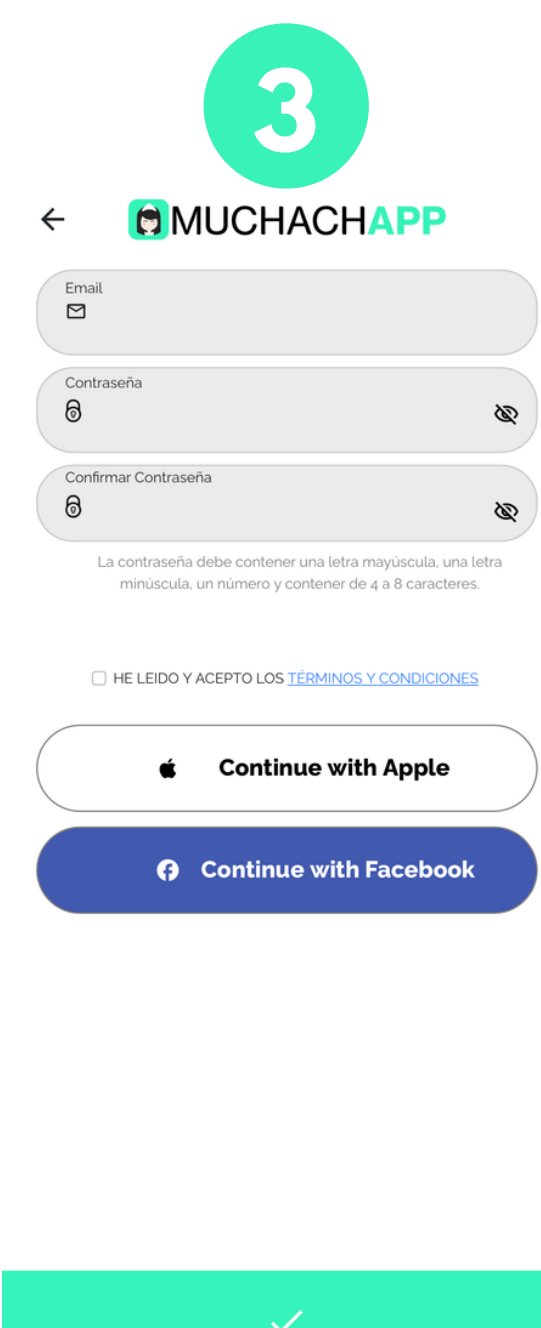 3
MUCHACHAPP
Email
Contraseña
Confirmar Contraseña
La contraseña debe contener una letra mayúscula, una letra
minúscula, un número y contener de 4 a 8 caracteres.
HE LEIDO Y ACEPTO LOS TÉRMINOS Y CONDICIONES
Continue with Apple
Continue with Facebook